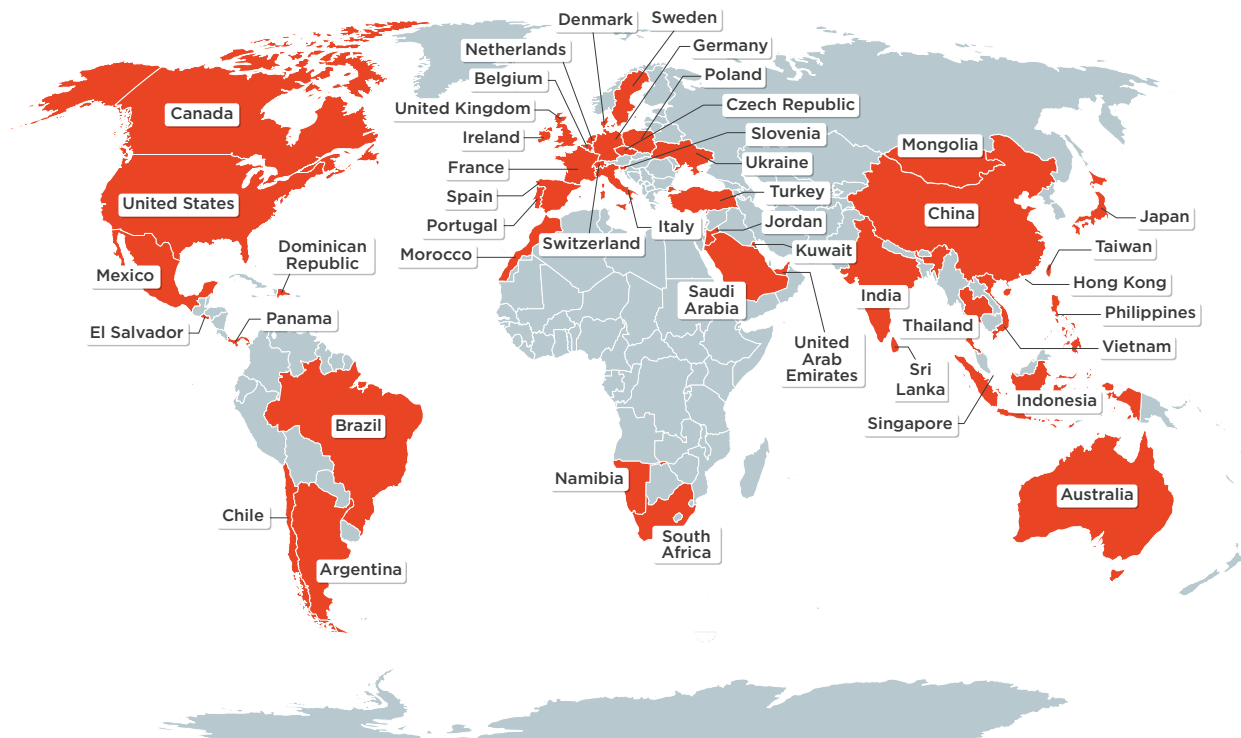 Denmark
Sweden
Netherlands
Germany
Belgium
Poland
United Kingdom
Czech Republic
Canada
Ireland
Slovenia
Mongolia
France
Ukraine
Spain
Turkey
United States
China
Japan
Portugal
Italy
Jordan
Switzerland
Taiwan
Dominican
Republic
Morocco
Kuwait
Mexico
Hong Kong
Saudi
Arabia
India
Philippines
El Salvador
Panama
Thailand
United
Arab
Emirates
Vietnam
Sri
Lanka
Indonesia
Brazil
Singapore
Namibia
Australia
Chile
South
Africa
Argentina